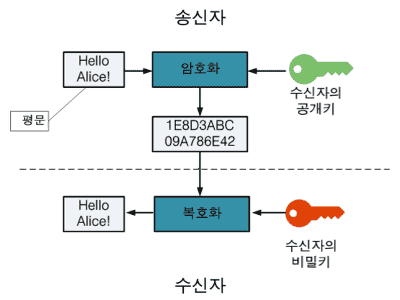 송신자
Hello
Alice!
암호화
수신자의
공개키
평문
1E8D3ABC
09A786E42
Hello
Alice!
복호화
수신자의
비밀키
수신자